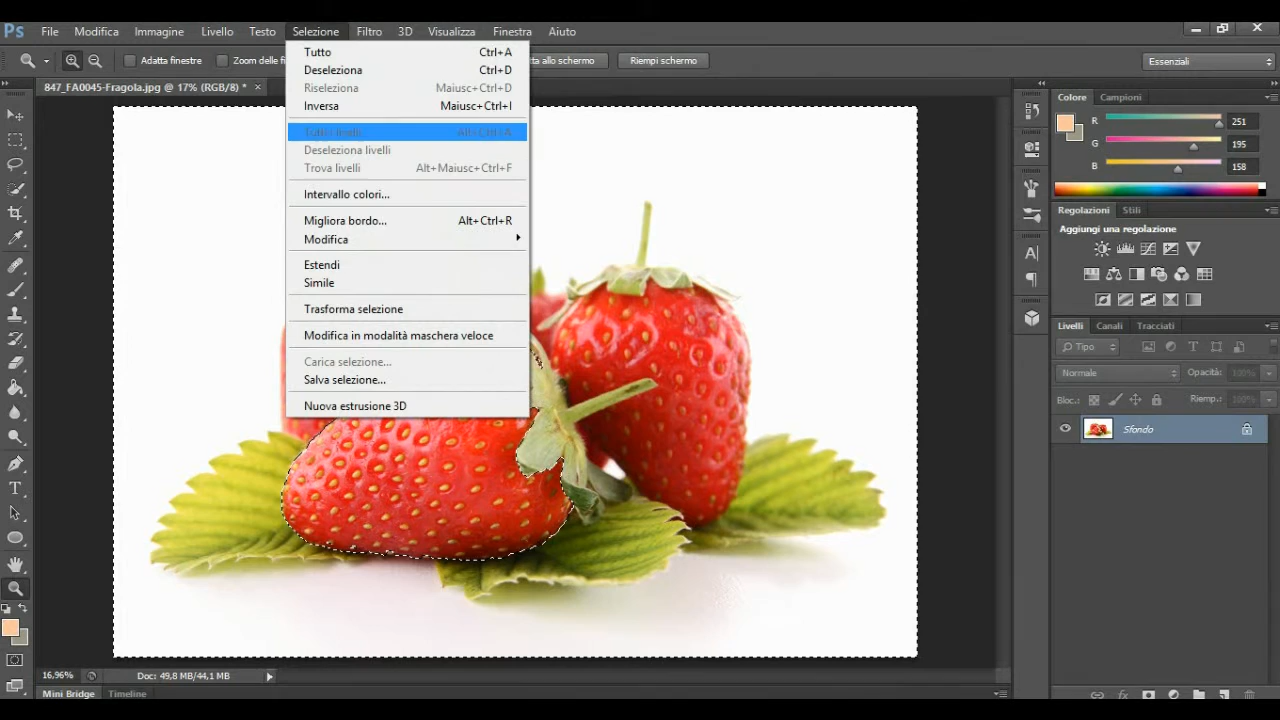 Ps File Modifica Immagine Livello Testo Selezione Filtro 3D Visualizza Finestra Aiuto
Adatta finestre Zoom delle fi tta allo schermo Riempi schermo Essenziali
847_FA0045-Fragola.jpg @ 17% (RGB/8) * ×
Tutto Ctrl+A
Deseleziona Ctrl+D
Riseleziona Maiusc+Ctrl+D
Inversa Maiusc+Ctrl+I
Tutti i livelli Alt+Ctrl+A
Deseleziona livelli
Trova livelli Alt+Maiusc+Ctrl+F
Intervallo colori...
Migliora bordo... Alt+Ctrl+R
Modifica
Estendi
Simile
Trasforma selezione
Modifica in modalità maschera veloce
Carica selezione...
Salva selezione...
Nuova estrusione 3D
Colore Campioni
R 251
G 195
B 158
Regolazioni Stili
Aggiungi una regolazione
Livelli Canali Tracciati
Tipo
Normale Opacità: 100%
Bloc.: Riemp.: 100%
Sfondo
16,96% Doc: 49,8 MB/44,1 MB
Mini Bridge Timeline